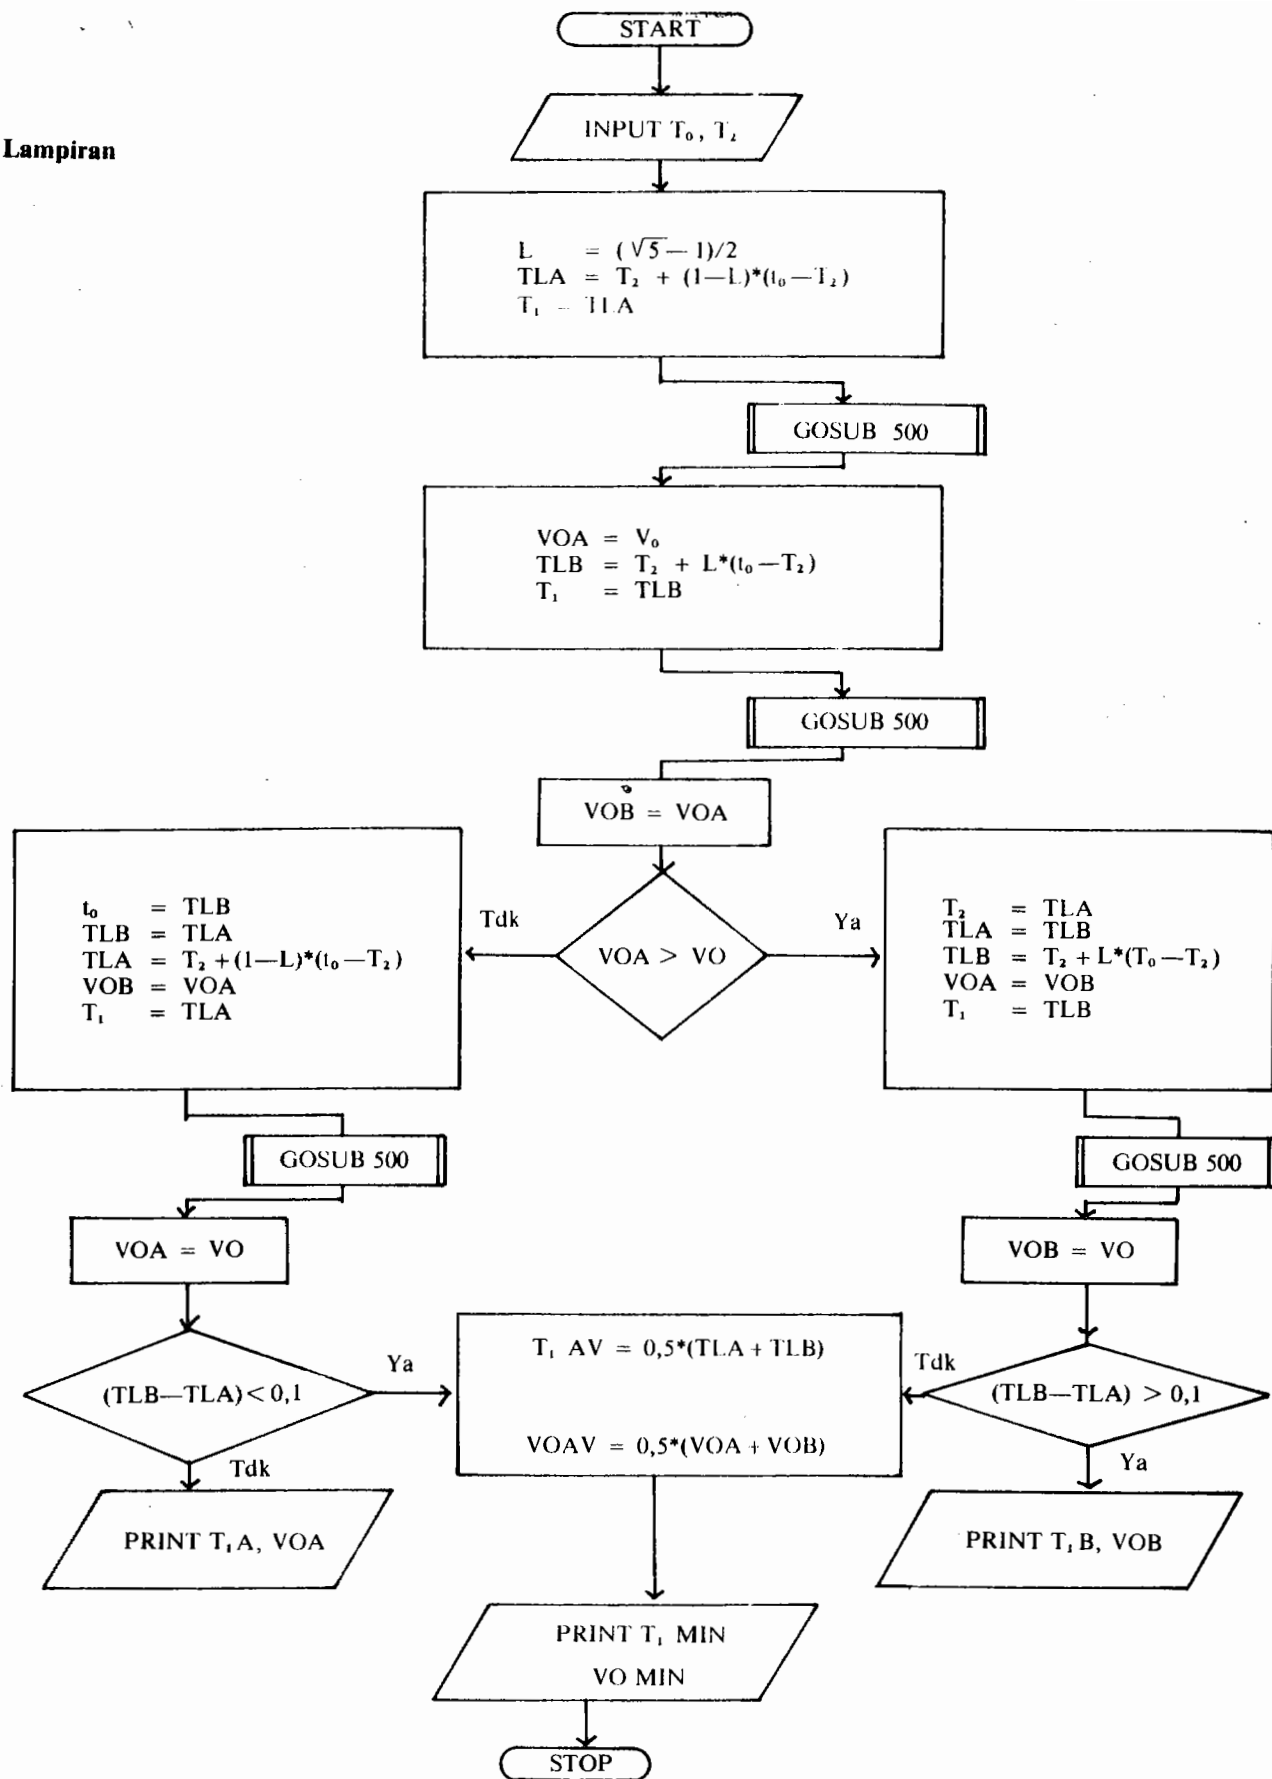 START
INPUT T₀, T₂
Lampiran
L = (√5 — 1)/2
TLA = T₂ + (1—L)*(t₀ —T₂)
T₁ = TLA
GOSUB 500
VOA = V₀
TLB = T₂ + L*(t₀ —T₂)
T₁ = TLB
GOSUB 500
VOB = VOA
t₀ = TLB
TLB = TLA
TLA = T₂ + (1—L)*(t₀ —T₂)
VOB = VOA
T₁ = TLA
Tdk
VOA > VO
Ya
T₂ = TLA
TLA = TLB
TLB = T₂ + L*(T₀ —T₂)
VOA = VOB
T₁ = TLB
GOSUB 500
GOSUB 500
VOA = VO
VOB = VO
(TLB—TLA) < 0,1
Ya
T₁ AV = 0,5*(TLA + TLB)
VOAV = 0,5*(VOA + VOB)
Tdk
(TLB—TLA) > 0,1
Tdk
Ya
PRINT T₁ A, VOA
PRINT T₁ B, VOB
PRINT T₁ MIN
VO MIN
STOP